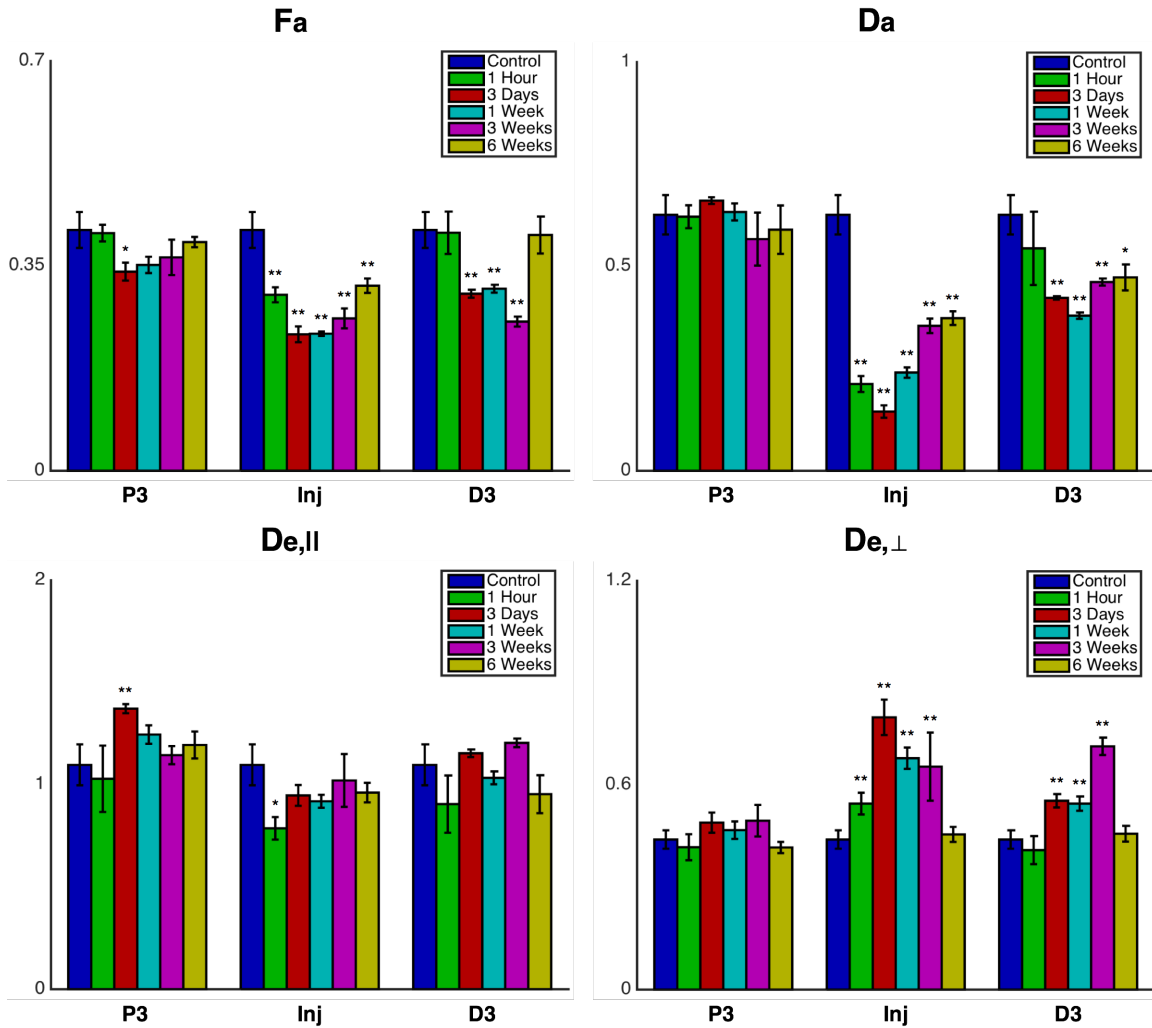 Fa
0.7
0.35
0
Control
1 Hour
3 Days
1 Week
3 Weeks
6 Weeks
*
** ** ** ** **
** ** **
P3 Inj D3
Da
1
0.5
0
Control
1 Hour
3 Days
1 Week
3 Weeks
6 Weeks
** ** ** ** **
** ** ** *
P3 Inj D3
De,||
2
1
0
Control
1 Hour
3 Days
1 Week
3 Weeks
6 Weeks
**
*
P3 Inj D3
De,⊥
1.2
0.6
0
Control
1 Hour
3 Days
1 Week
3 Weeks
6 Weeks
** ** ** **
** ** **
P3 Inj D3